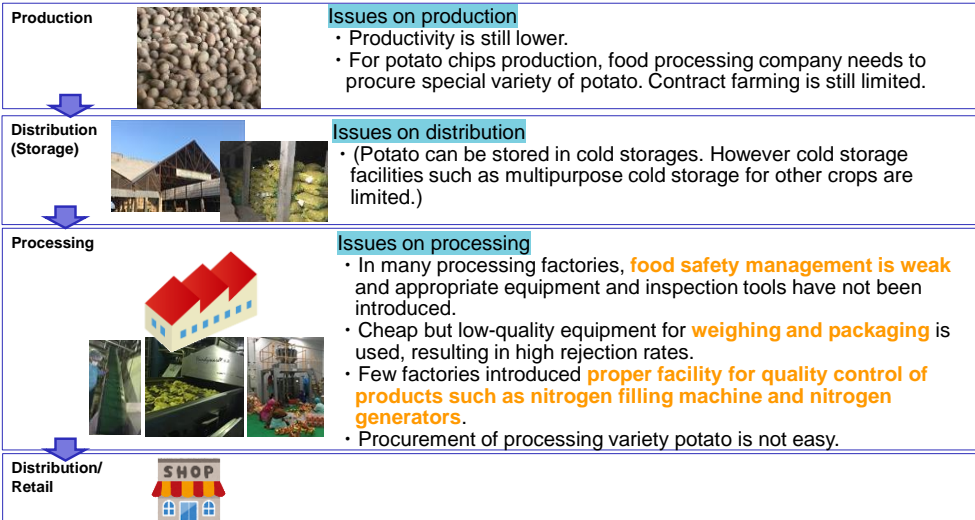 Production
Issues on production
・Productivity is still lower.
・For potato chips production, food processing company needs to
procure special variety of potato. Contract farming is still limited.
Distribution
(Storage)
Issues on distribution
・(Potato can be stored in cold storages. However cold storage
facilities such as multipurpose cold storage for other crops are
limited.)
Processing
Issues on processing
・In many processing factories, food safety management is weak
and appropriate equipment and inspection tools have not been
introduced.
・Cheap but low-quality equipment for weighing and packaging is
used, resulting in high rejection rates.
・Few factories introduced proper facility for quality control of
products such as nitrogen filling machine and nitrogen
generators.
・Procurement of processing variety potato is not easy.
Distribution/
Retail
SHOP